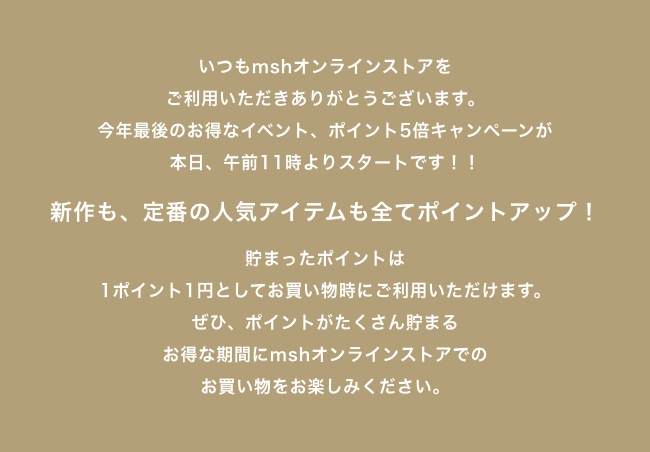 いつもmshオンラインストアを
ご利用いただきありがとうございます。
今年最後のお得なイベント、ポイント5倍キャンペーンが
本日、午前11時よりスタートです！！
新作も、定番の人気アイテムも全てポイントアップ！
貯まったポイントは
1ポイント1円としてお買い物時にご利用いただけます。
ぜひ、ポイントがたくさん貯まる
お得な期間にmshオンラインストアでの
お買い物をお楽しみください。